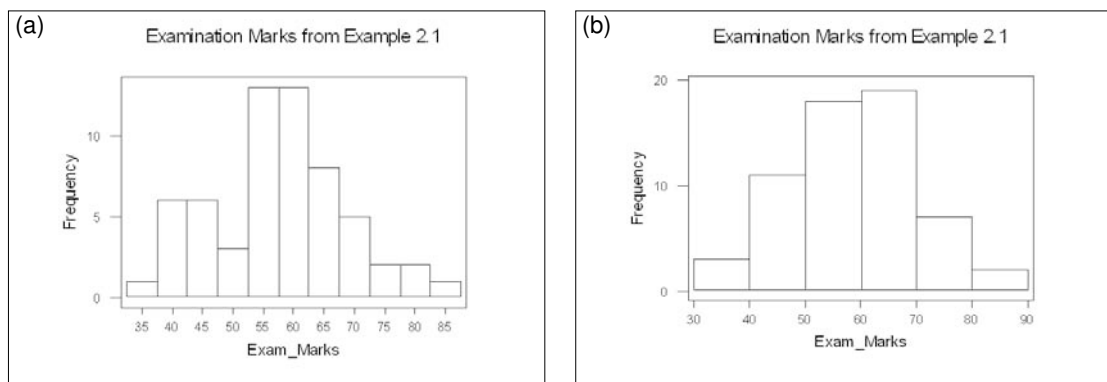 (a)
Examination Marks from Example 2.1
Frequency
10
5
0
35 40 45 50 55 60 65 70 75 80 85
Exam_Marks
(b)
Examination Marks from Example 2.1
Frequency
20
10
0
30 40 50 60 70 80 90
Exam_Marks